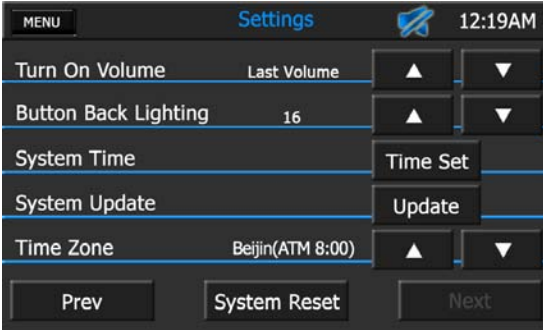 MENU Settings 12:19AM
Turn On Volume Last Volume ▲ ▼
Button Back Lighting 16 ▲ ▼
System Time Time Set
System Update Update
Time Zone Beijin(ATM 8:00) ▲ ▼
Prev System Reset Next